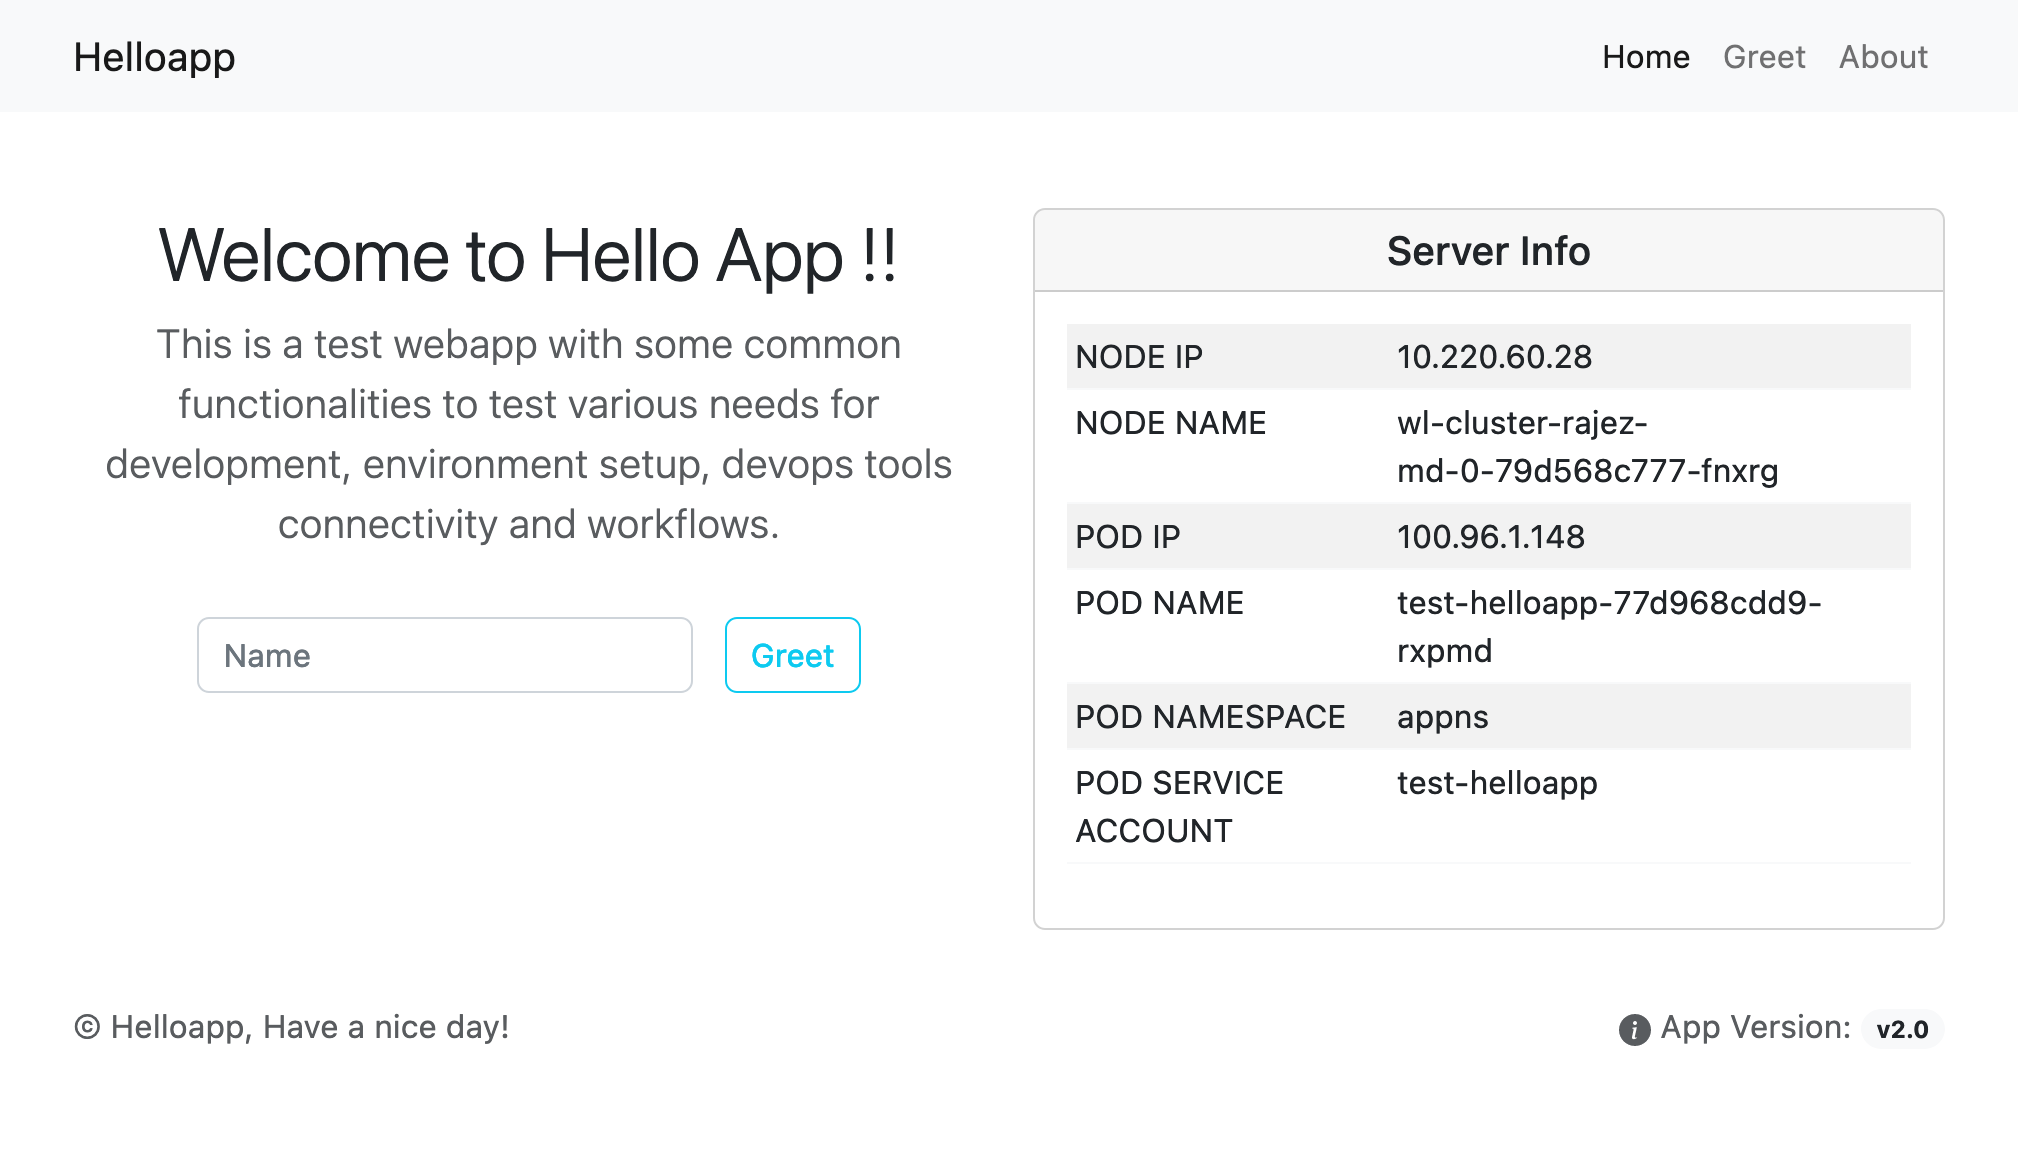 Helloapp
Home Greet About
Welcome to Hello App !!
This is a test webapp with some common
functionalities to test various needs for
development, environment setup, devops tools
connectivity and workflows.
Name
Greet
Server Info
NODE IP 10.220.60.28
NODE NAME wl-cluster-rajez-
md-0-79d568c777-fnxrg
POD IP 100.96.1.148
POD NAME test-helloapp-77d968cdd9-
rxpmd
POD NAMESPACE appns
POD SERVICE test-helloapp
ACCOUNT
© Helloapp, Have a nice day!
App Version: v2.0